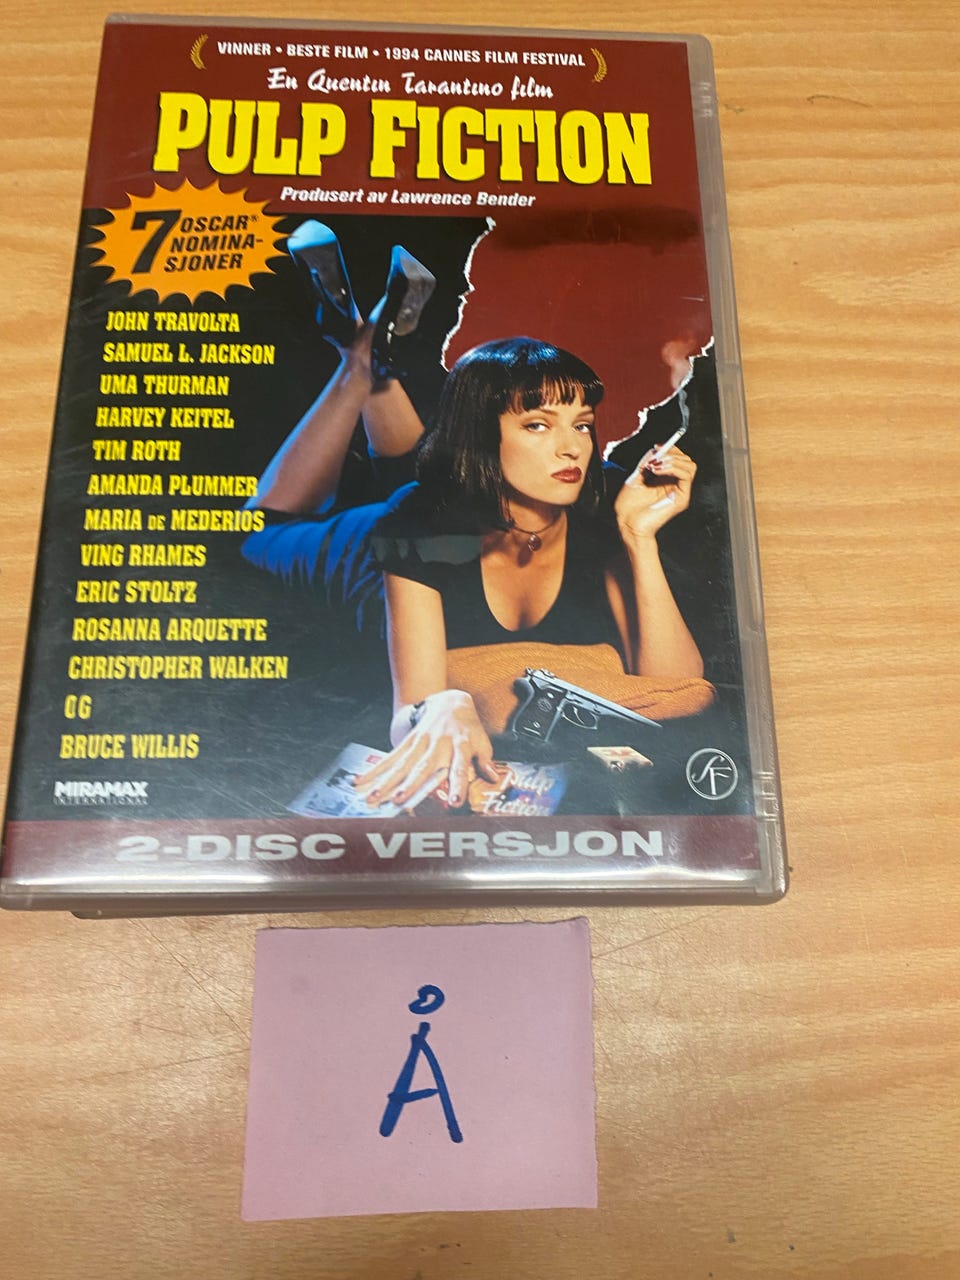 VINNER • BESTE FILM • 1994 CANNES FILM FESTIVAL
En Quentin Tarantino film
PULP FICTION
Produsert av Lawrence Bender
7 OSCAR® NOMINA-
SJONER
JOHN TRAVOLTA
SAMUEL L. JACKSON
UMA THURMAN
HARVEY KEITEL
TIM ROTH
AMANDA PLUMMER
MARIA DE MEDERIOS
VING RHAMES
ERIC STOLTZ
ROSANNA ARQUETTE
CHRISTOPHER WALKEN
OG
BRUCE WILLIS
MIRAMAX
INTERNATIONAL
Pulp
Fiction
SF
2-DISC VERSJON
Å